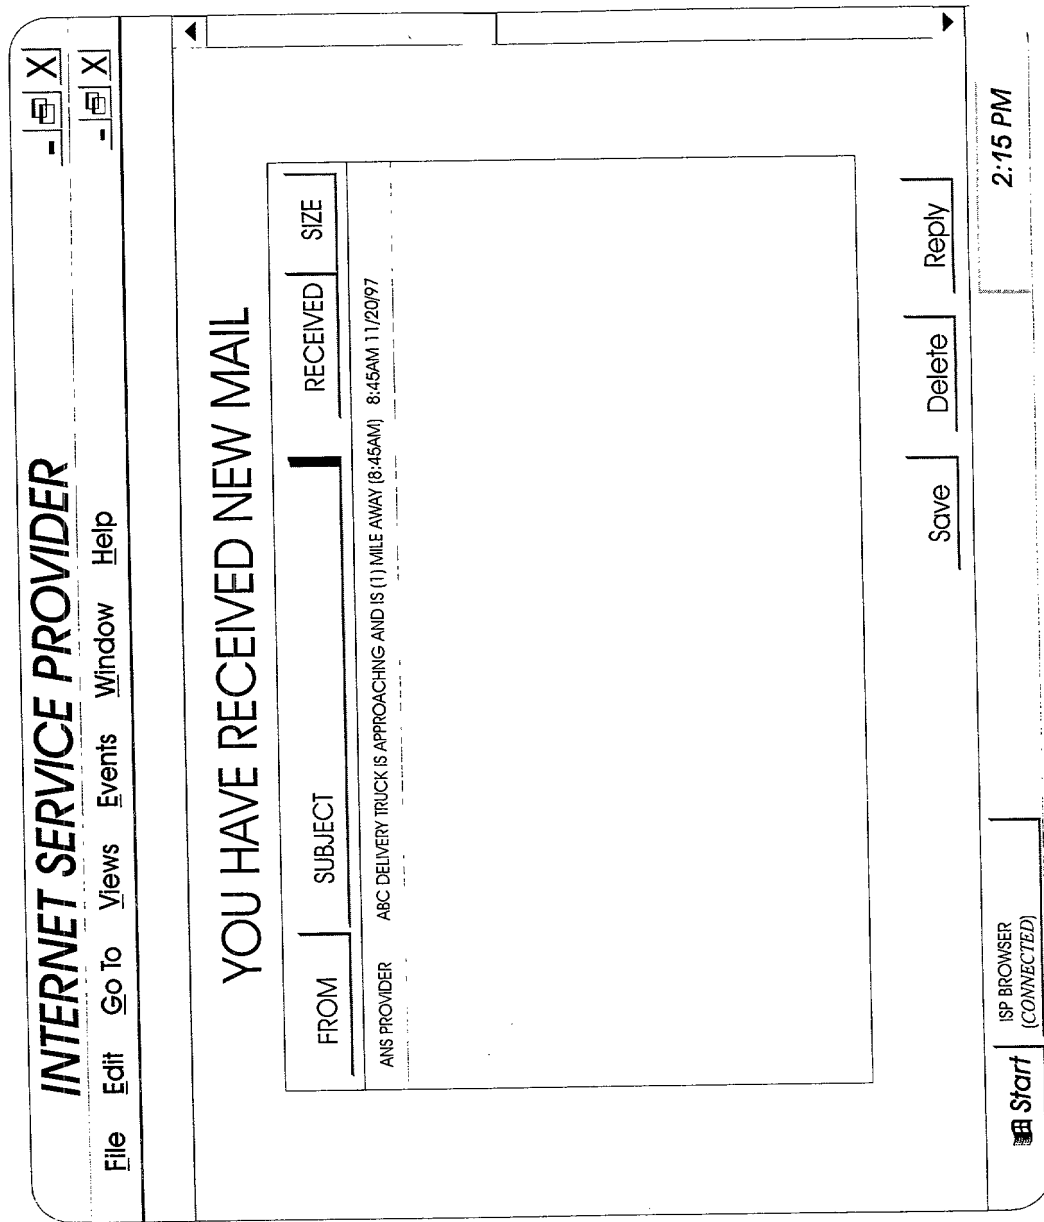 INTERNET SERVICE PROVIDER
- X
File Edit Go To Views Events Window Help
- X
YOU HAVE RECEIVED NEW MAIL
FROM SUBJECT RECEIVED SIZE
ANS PROVIDER ABC DELIVERY TRUCK IS APPROACHNG AND IS (1) MILE AWAY (8:45AM) 8:45AM 11/20/97
Save Delete Reply
Start ISP BROWSER 2:15 PM
(CONNECTED)